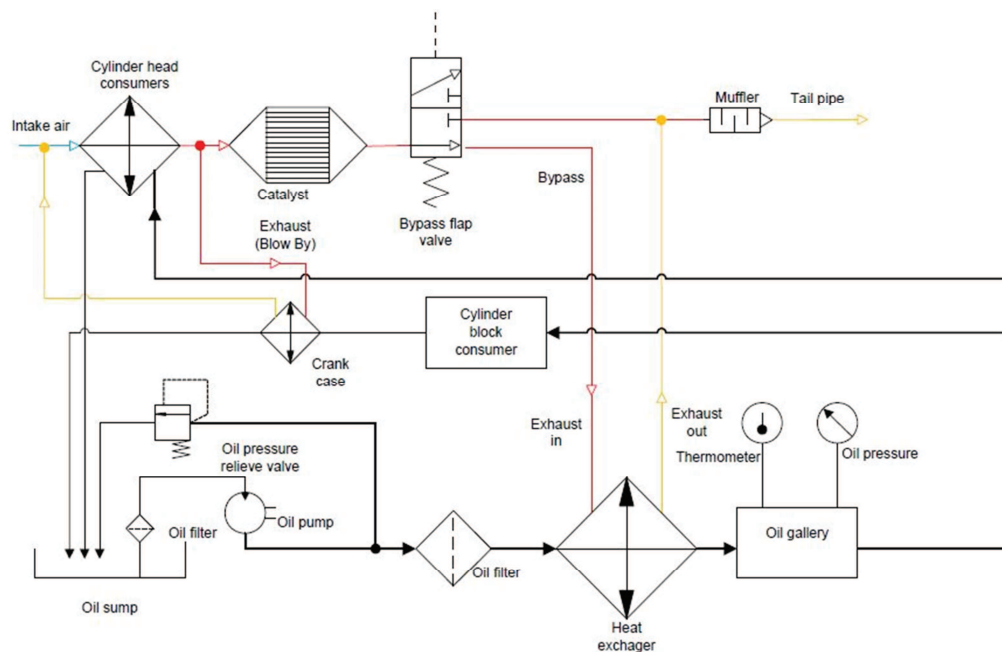 Cylinder head
consumers
Intake air
Catalyst
Exhaust
(Blow By)
Bypass flap
valve
Bypass
Muffler
Tail pipe
Crank
case
Cylinder
block
consumer
Exhaust
in
Exhaust
out
Thermometer
Oil pressure
Oil pressure
relieve valve
Oil filter
Oil pump
Oil sump
Oil filter
Heat
exchager
Oil gallery